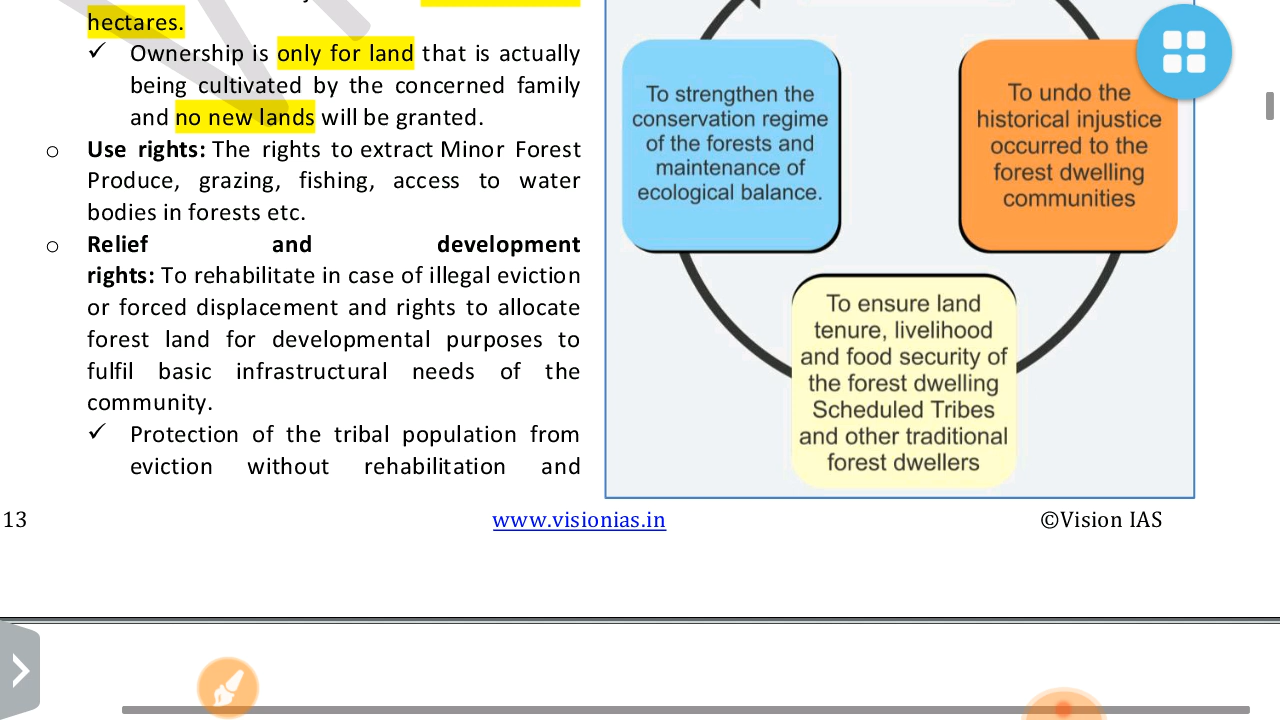 hectares.
✓ Ownership is only for land that is actually
being cultivated by the concerned family
and no new lands will be granted.
o Use rights: The rights to extract Minor Forest
Produce, grazing, fishing, access to water
bodies in forests etc.
o Relief and development
rights: To rehabilitate in case of illegal eviction
or forced displacement and rights to allocate
forest land for developmental purposes to
fulfil basic infrastructural needs of the
community.
✓ Protection of the tribal population from
eviction without rehabilitation and
To strengthen the
conservation regime
of the forests and
maintenance of
ecological balance.
To undo the
historical injustice
occurred to the
forest dwelling
communities
To ensure land
tenure, livelihood
and food security of
the forest dwelling
Scheduled Tribes
and other traditional
forest dwellers
13
www.visionias.in
©Vision IAS